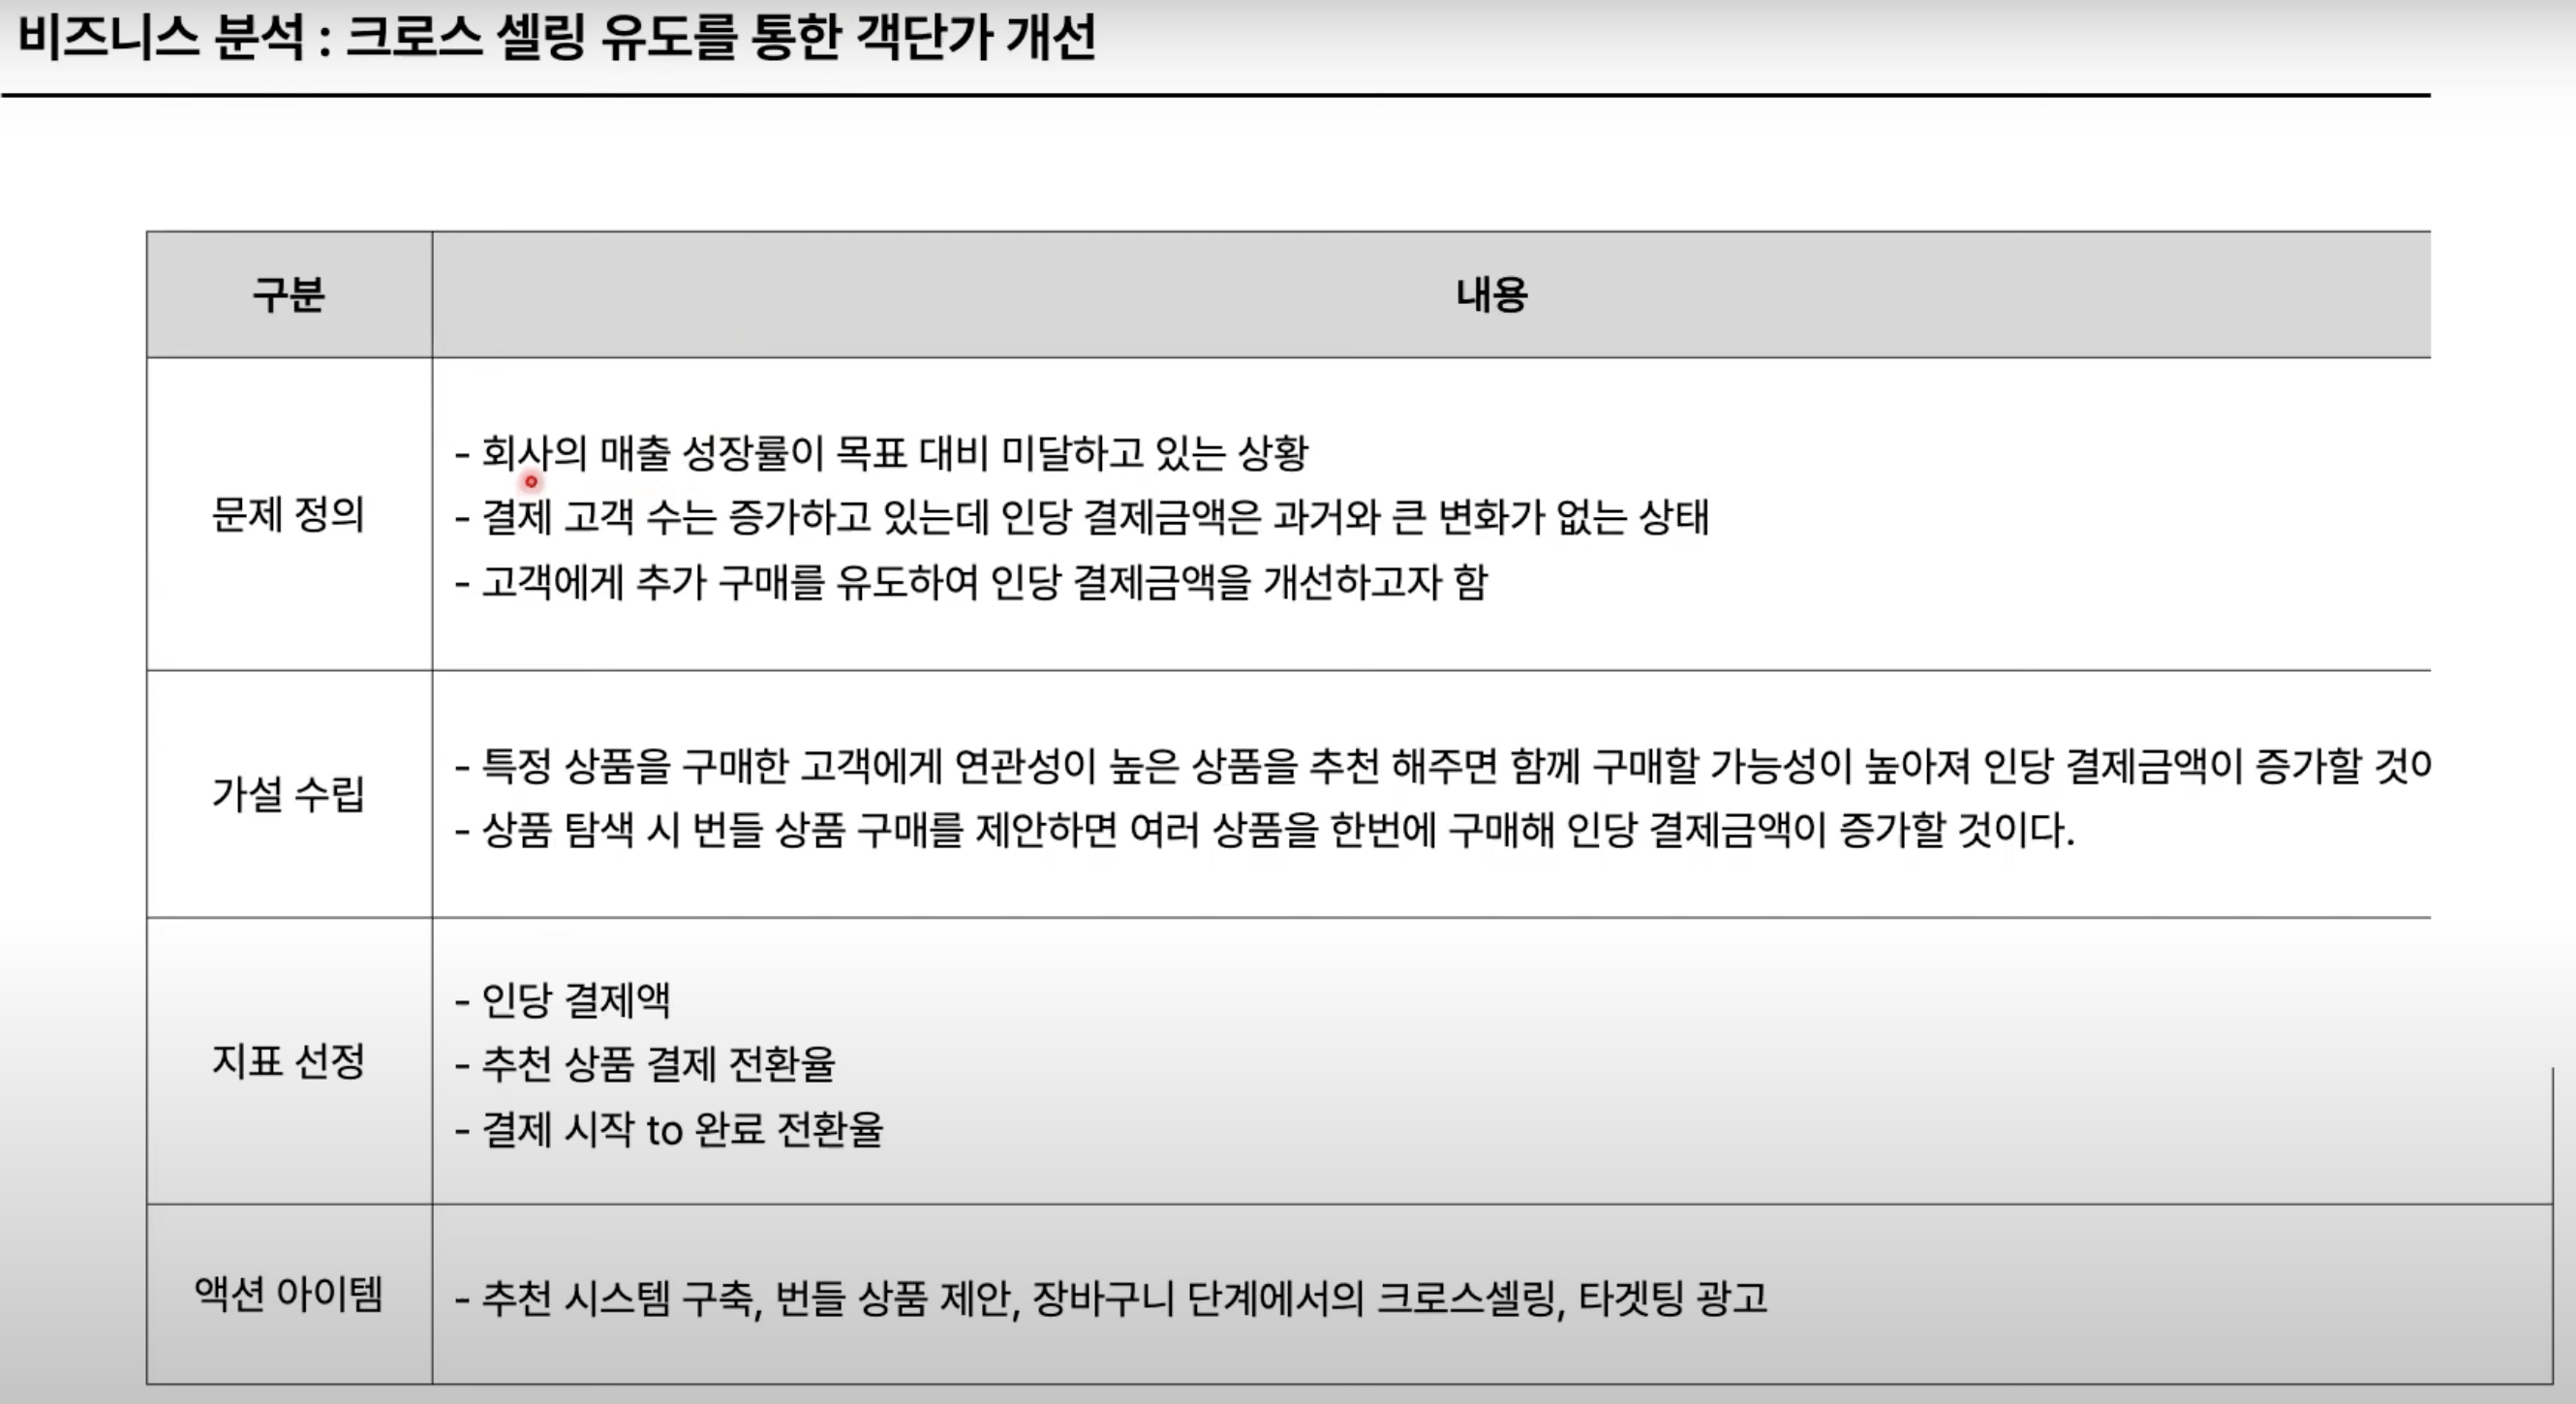 비즈니스 분석 : 크로스 셀링 유도를 통한 객단가 개선
구분
내용
문제 정의
- 회사의 매출 성장률이 목표 대비 미달하고 있는 상황
- 결제 고객 수는 증가하고 있는데 인당 결제금액은 과거와 큰 변화가 없는 상태
- 고객에게 추가 구매를 유도하여 인당 결제금액을 개선하고자 함
가설 수립
- 특정 상품을 구매한 고객에게 연관성이 높은 상품을 추천 해주면 함께 구매할 가능성이 높아져 인당 결제금액이 증가할
- 상품 탐색 시 번들 상품 구매를 제안하면 여러 상품을 한번에 구매해 인당 결제금액이 증가할 것이다.
지표 선정
- 인당 결제액
- 추천 상품 결제 전환율
- 결제 시작 to 완료 전환율
액션 아이템
- 추천 시스템 구축, 번들 상품 제안, 장바구니 단계에서의 크로스셀링, 타겟팅 광고